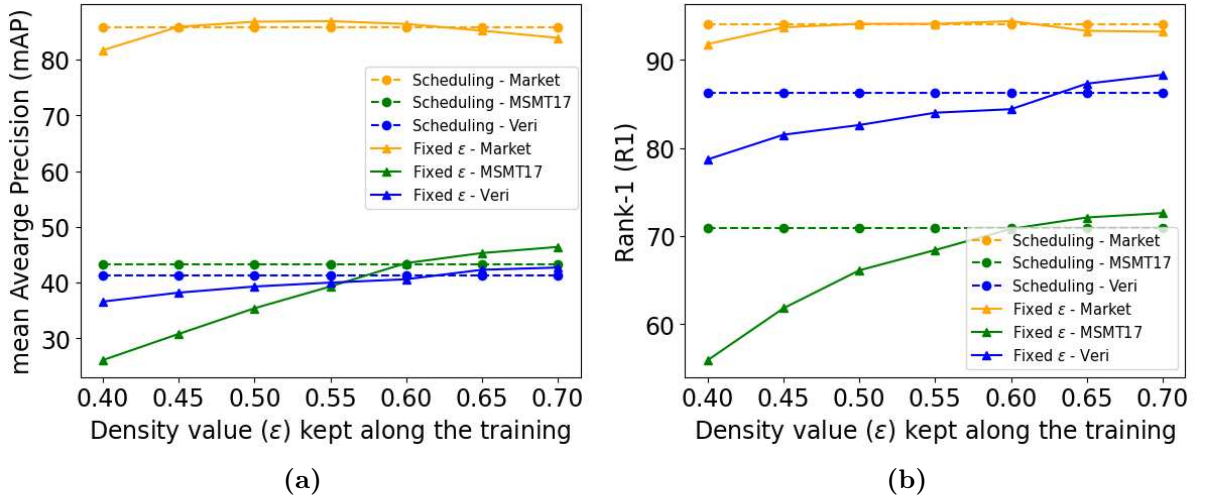 mean Avearge Precision (mAP)
80
70
60
50
40
30
Scheduling - Market
Scheduling - MSMT17
Scheduling - Veri
Fixed ε - Market
Fixed ε - MSMT17
Fixed ε - Veri
0.40 0.45 0.50 0.55 0.60 0.65 0.70
Density value (ε) kept along the training
(a)
Rank-1 (R1)
90
80
70
60
Scheduling - Market
Scheduling - MSMT17
Scheduling - Veri
Fixed ε - Market
Fixed ε - MSMT17
Fixed ε - Veri
0.40 0.45 0.50 0.55 0.60 0.65 0.70
Density value (ε) kept along the training
(b)